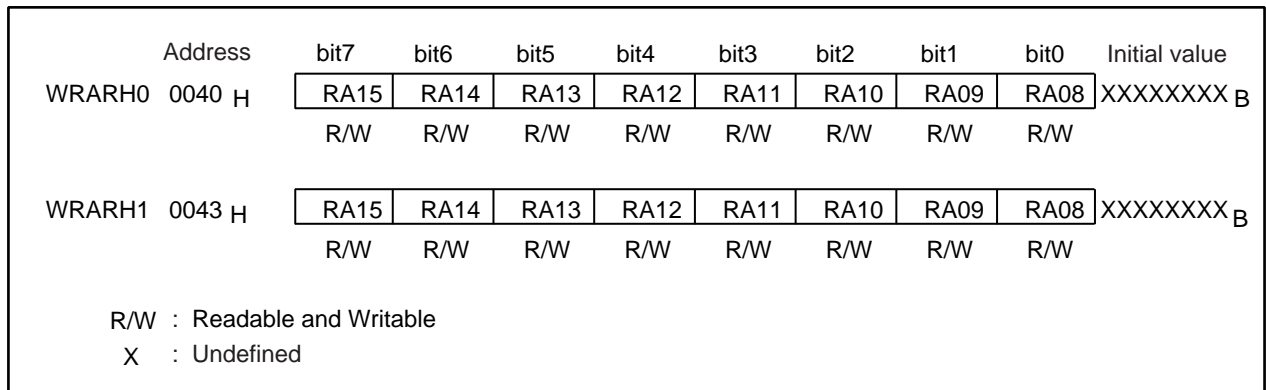 Address bit7 bit6 bit5 bit4 bit3 bit2 bit1 bit0 Initial value
WRARH0 0040 H RA15 RA14 RA13 RA12 RA11 RA10 RA09 RA08 XXXXXXXX B
R/W R/W R/W R/W R/W R/W R/W R/W
WRARH1 0043 H RA15 RA14 RA13 RA12 RA11 RA10 RA09 RA08 XXXXXXXX B
R/W R/W R/W R/W R/W R/W R/W R/W
R/W : Readable and Writable
X : Undefined